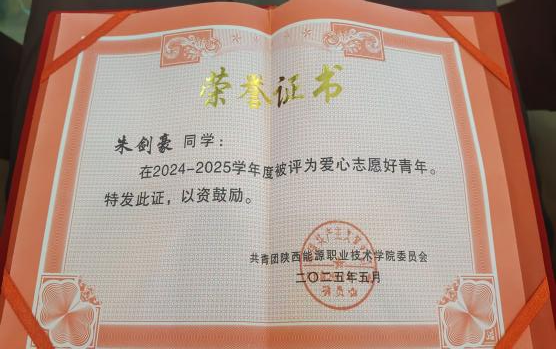 荣誉证书
朱剑豪 同学：
在2024-2025学年度被评为爱心志愿好青年。
特发此证，以资鼓励。
共青团陕西能源职业技术学院委员会
二〇二五年五月